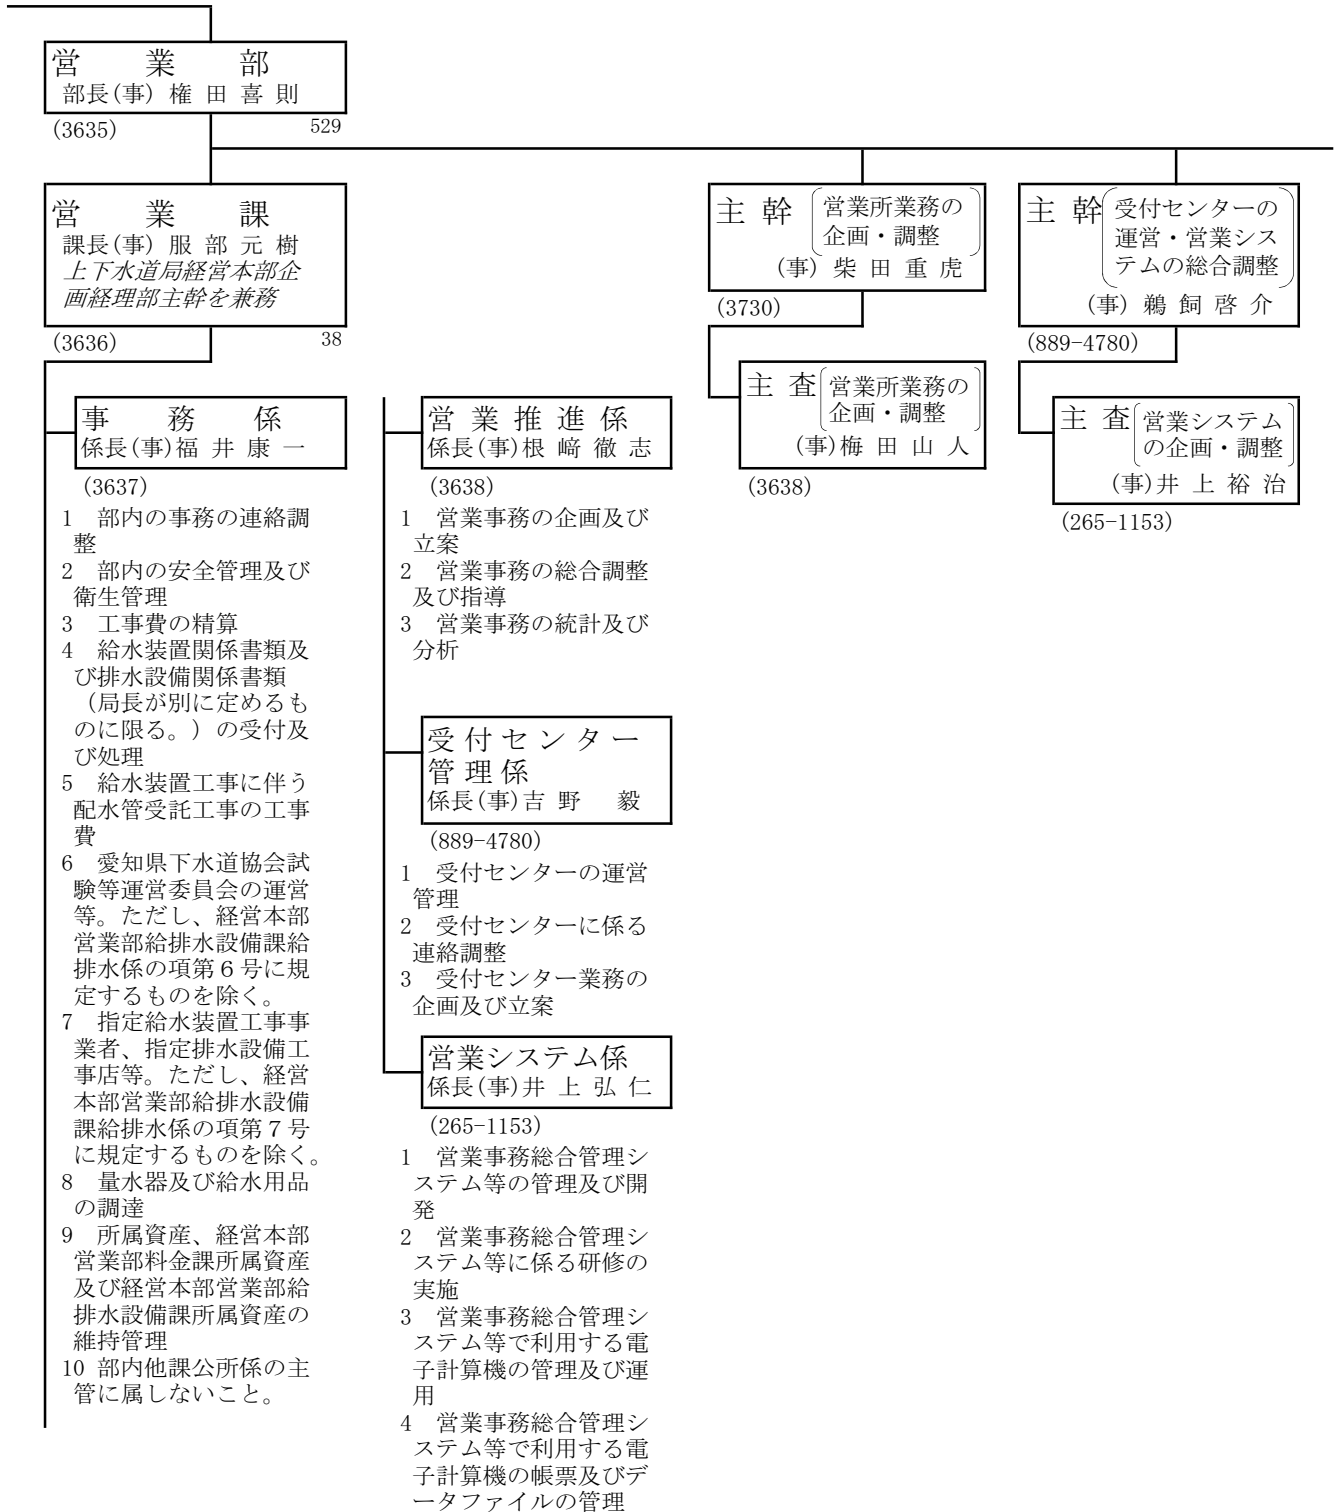 営業部
部長(事) 権田喜則
(3635) 529
営業課
課長(事) 服部元樹
上下水道局経営本部企
画経理部主幹を兼務
(3636) 38
事務係
係長(事)福井康一
(3637)
1 部内の事務の連絡調
整
2 部内の安全管理及び
衛生管理
3 工事費の精算
4 給水装置関係書類及
び排水設備関係書類
(局長が別に定めるも
のに限る。)の受付及
び処理
5 給水装置工事に伴う
配水管受託工事の工事
費
6 愛知県下水道協会試
験等運営委員会の運営
等。ただし、経営本部
営業部給排水設備課給
排水係の項第6号に規
定するものを除く。
7 指定給水装置工事事
業者、指定排水設備工
事店等。ただし、経営
本部営業部給排水設備
課給排水係の項第7号
に規定するものを除く。
8 量水器及び給水用品
の調達
9 所属資産、経営本部
営業部料金課所属資産
及び経営本部営業部給
排水設備課所属資産の
維持管理
10 部内他課公所係の主
管に属しないこと。
営業推進係
係長(事)根﨑徹志
(3638)
1 営業事務の企画及び
立案
2 営業事務の総合調整
及び指導
3 営業事務の統計及び
分析
受付センター
管理係
係長(事)吉野 毅
(889-4780)
1 受付センターの運営
管理
2 受付センターに係る
連絡調整
3 受付センター業務の
企画及び立案
営業システム係
係長(事)井上弘仁
(265-1153)
1 営業事務総合管理シ
ステム等の管理及び開
発
2 営業事務総合管理シ
ステム等に係る研修の
実施
3 営業事務総合管理シ
ステム等で利用する電
子計算機の管理及び運
用
4 営業事務総合管理シ
ステム等で利用する電
子計算機の帳票及びデ
ータファイルの管理
主幹 営業所業務の
企画・調整
(事) 柴田重虎
(3730)
主査 営業所業務の
企画・調整
(事)梅田山人
(3638)
主幹 受付センターの
運営・営業シス
テムの総合調整
(事) 鵜飼啓介
(889-4780)
主査 営業システム
の企画・調整
(事)井上裕治
(265-1153)